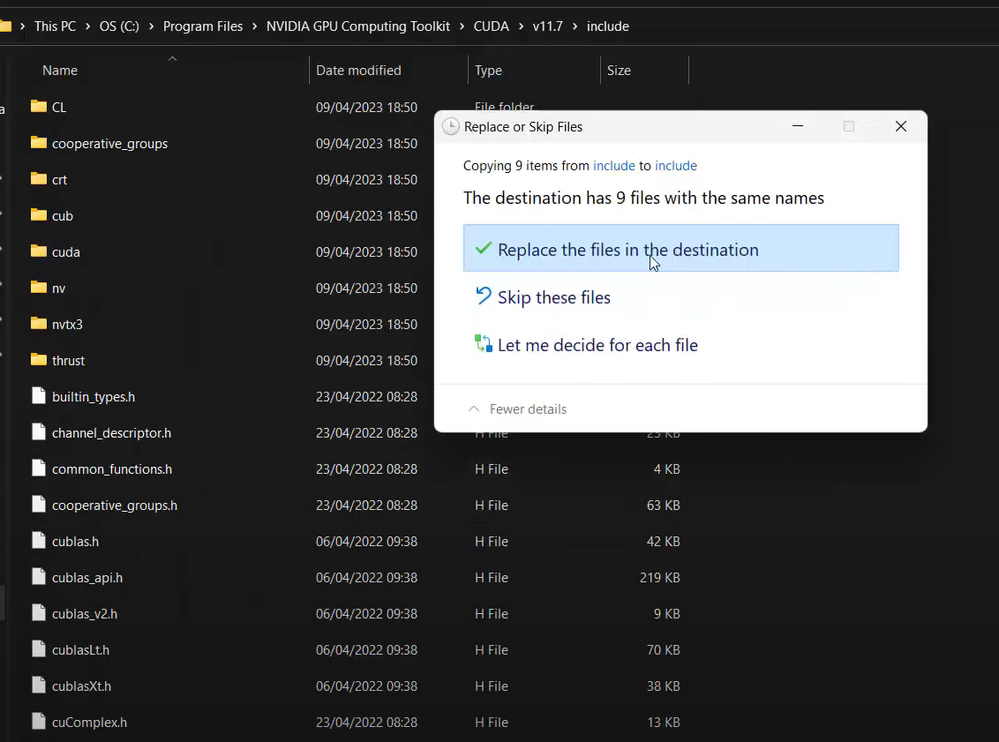 This PC > OS (C:) > Program Files > NVIDIA GPU Computing Toolkit > CUDA > v11.7 > include
Name Date modified Type Size
CL 09/04/2023 18:50 File folder
cooperative_groups 09/04/2023 18:50
crt 09/04/2023 18:50
cub 09/04/2023 18:50
cuda 09/04/2023 18:50
nv 09/04/2023 18:50
nvtx3 09/04/2023 18:50
thrust 09/04/2023 18:50
builtin_types.h 23/04/2022 08:28
channel_descriptor.h 23/04/2022 08:28 H File 25 KB
common_functions.h 23/04/2022 08:28 H File 4 KB
cooperative_groups.h 23/04/2022 08:28 H File 63 KB
cublas.h 06/04/2022 09:38 H File 42 KB
cublas_api.h 06/04/2022 09:38 H File 219 KB
cublas_v2.h 06/04/2022 09:38 H File 9 KB
cublasLt.h 06/04/2022 09:38 H File 70 KB
cublasXt.h 06/04/2022 09:38 H File 38 KB
cuComplex.h 23/04/2022 08:28 H File 13 KB
Replace or Skip Files
Copying 9 items from include to include
The destination has 9 files with the same names
Replace the files in the destination
Skip these files
Let me decide for each file
Fewer details